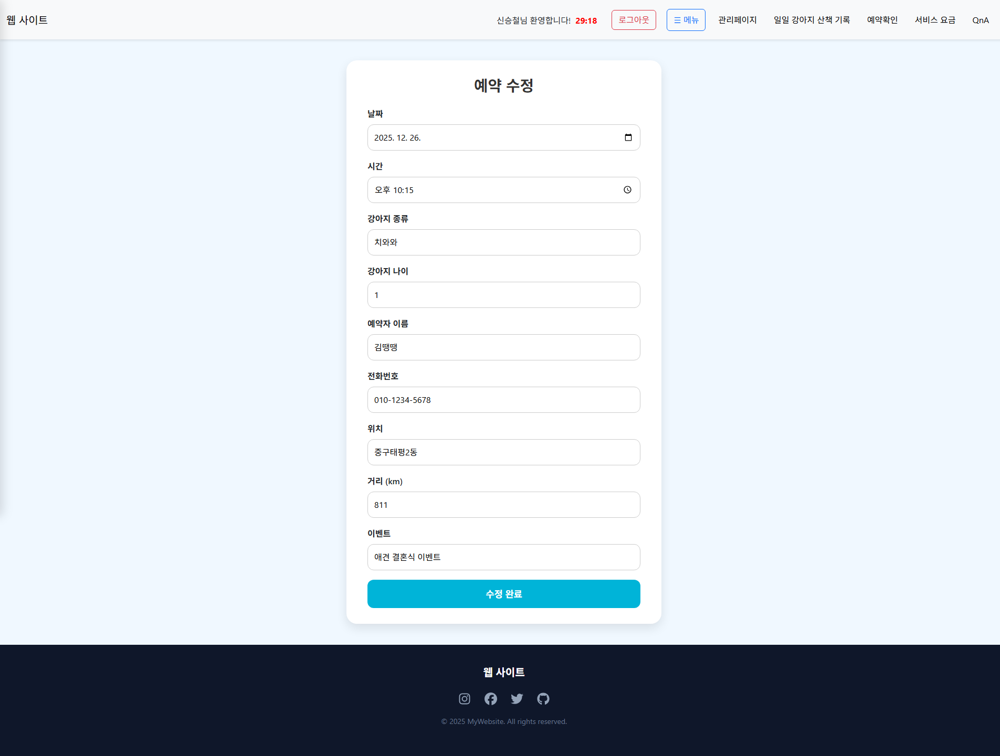 웹 사이트
신승철님 환영합니다! 29:18
로그아웃
☰ 메뉴
관리페이지
일일 강아지 산책 기록
예약확인
서비스 요금
QnA
예약 수정
날짜
2025. 12. 26.
시간
오후 10:15
강아지 종류
치와와
강아지 나이
1
예약자 이름
김땡땡
전화번호
010-1234-5678
위치
중구태평2동
거리 (km)
811
이벤트
애견 결혼식 이벤트
수정 완료
웹 사이트
© 2025 MyWebsite. All rights reserved.